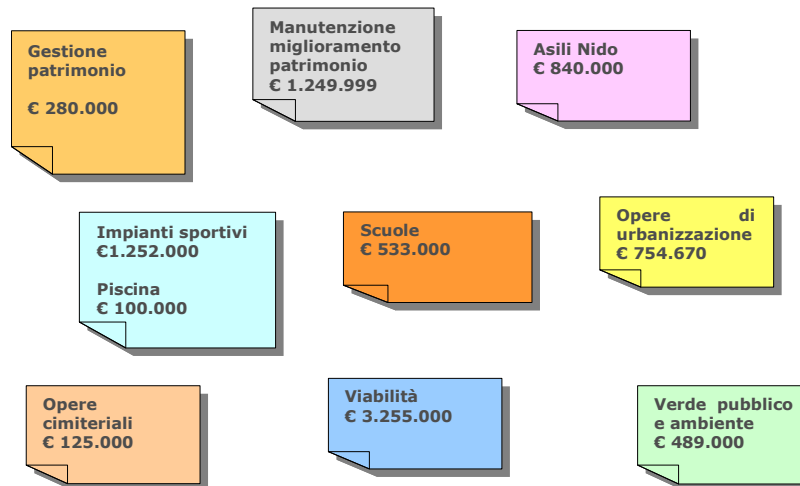 Gestione
patrimonio
€ 280.000
Manutenzione
miglioramento
patrimonio
€ 1.249.999
Asili Nido
€ 840.000
Impianti sportivi
€1.252.000
Piscina
€ 100.000
Scuole
€ 533.000
Opere di
urbanizzazione
€ 754.670
Opere
cimiteriali
€ 125.000
Viabilità
€ 3.255.000
Verde pubblico
e ambiente
€ 489.000